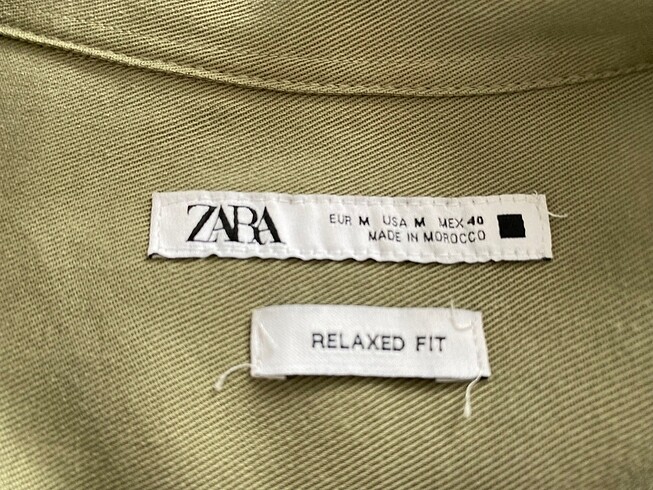 ZARA
EUR M USA M MEX 40
MADE IN MOROCCO
RELAXED FIT